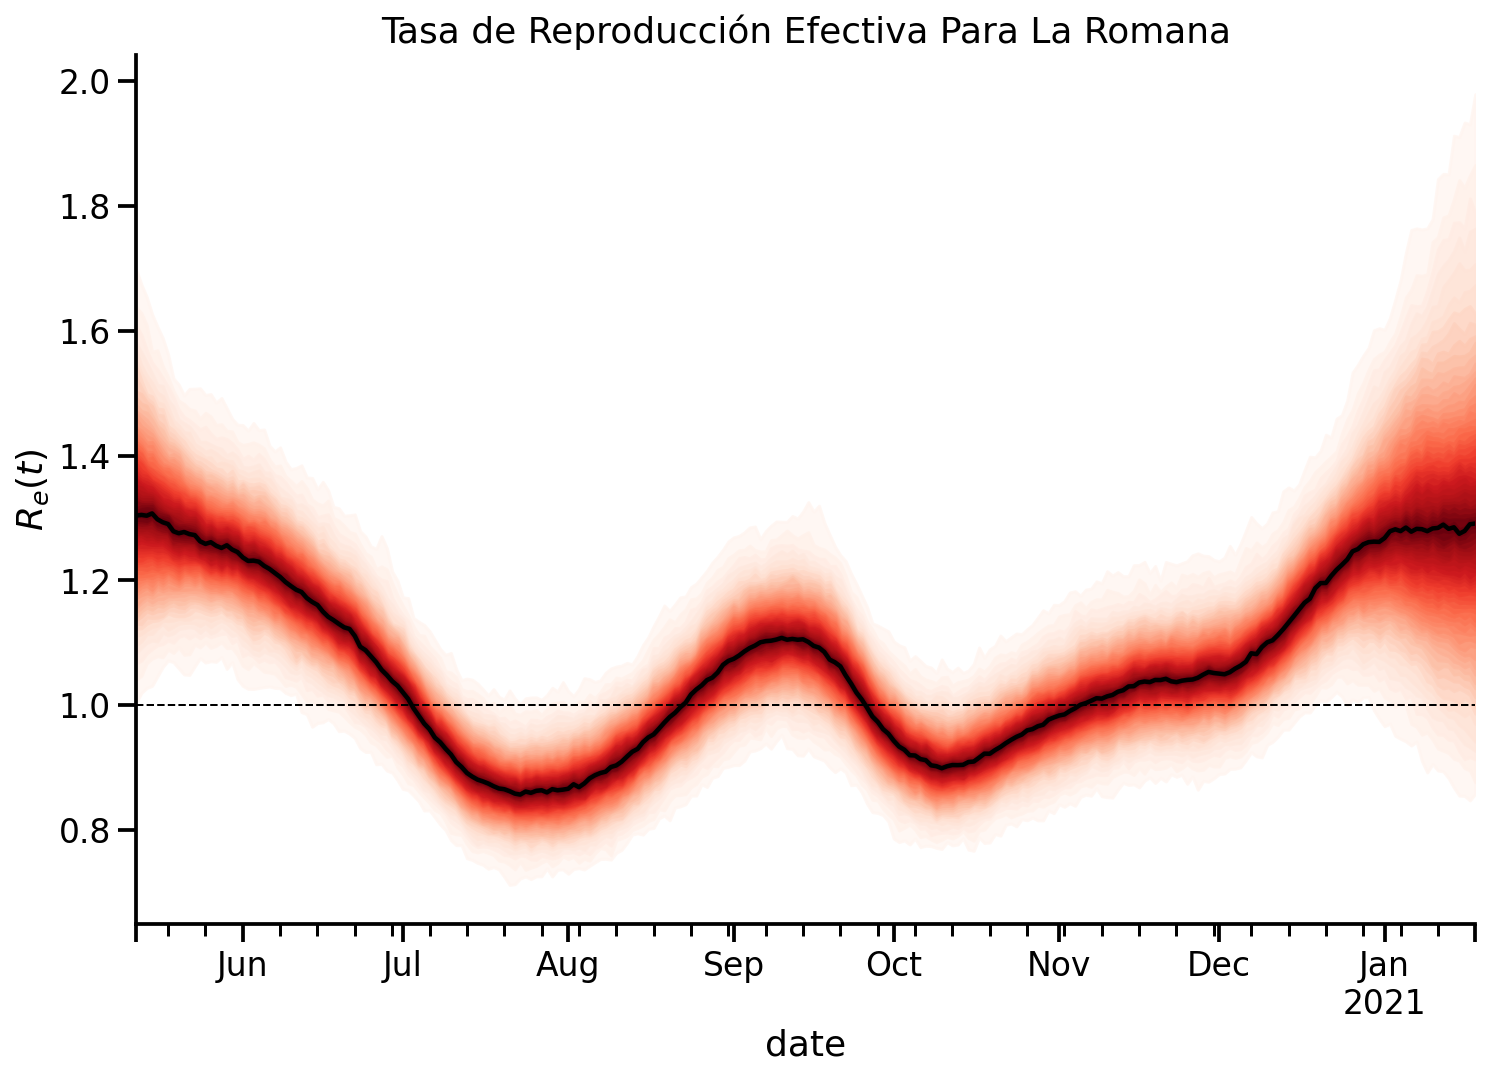 Tasa de Reproducción Efectiva Para La Romana
2.0
1.8
1.6
1.4
1.2
1.0
0.8
R_e(t)
Jun Jul Aug Sep Oct Nov Dec Jan
2021
date